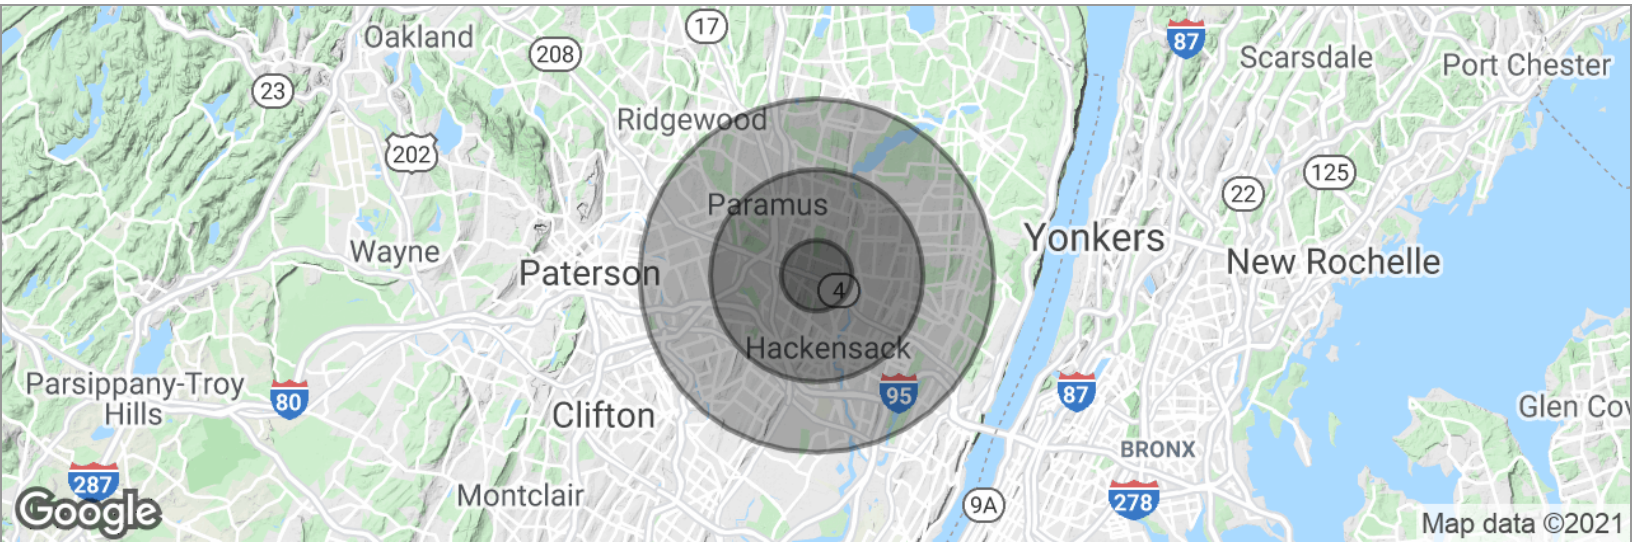 17
Oakland
87
208
Scarsdale
Port Chester
23
Ridgewood
202
125
22
Paramus
Yonkers
Wayne
New Rochelle
Paterson
4
Hackensack
Parsippany-Troy
Hills
80
95
87
Glen Cov
Clifton
BRONX
287
Montclair
278
9A
Google
Map data ©2021